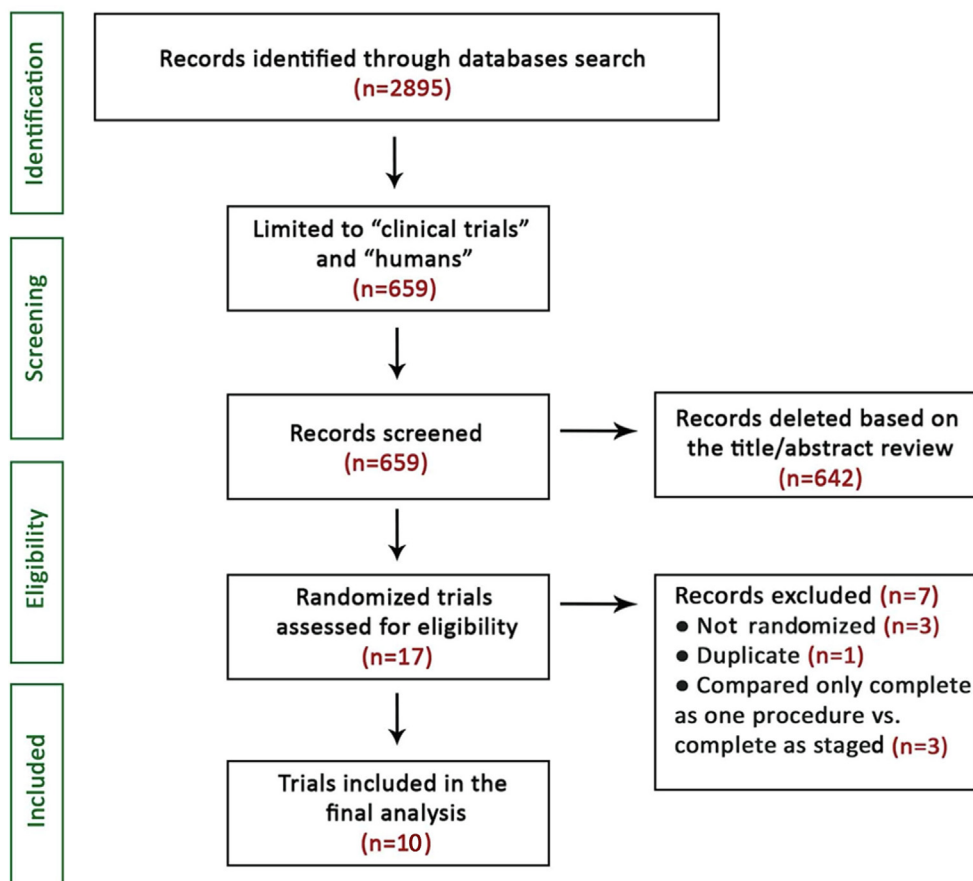 Identification
Records identified through databases search
(n=2895)
Limited to “clinical trials”
and “humans”
(n=659)
Screening
Records screened
(n=659)
Records deleted based on
the title/abstract review
(n=642)
Eligibility
Randomized trials
assessed for eligibility
(n=17)
Records excluded (n=7)
● Not randomized (n=3)
● Duplicate (n=1)
● Compared only complete
as one procedure vs.
complete as staged (n=3)
Included
Trials included in the
final analysis
(n=10)